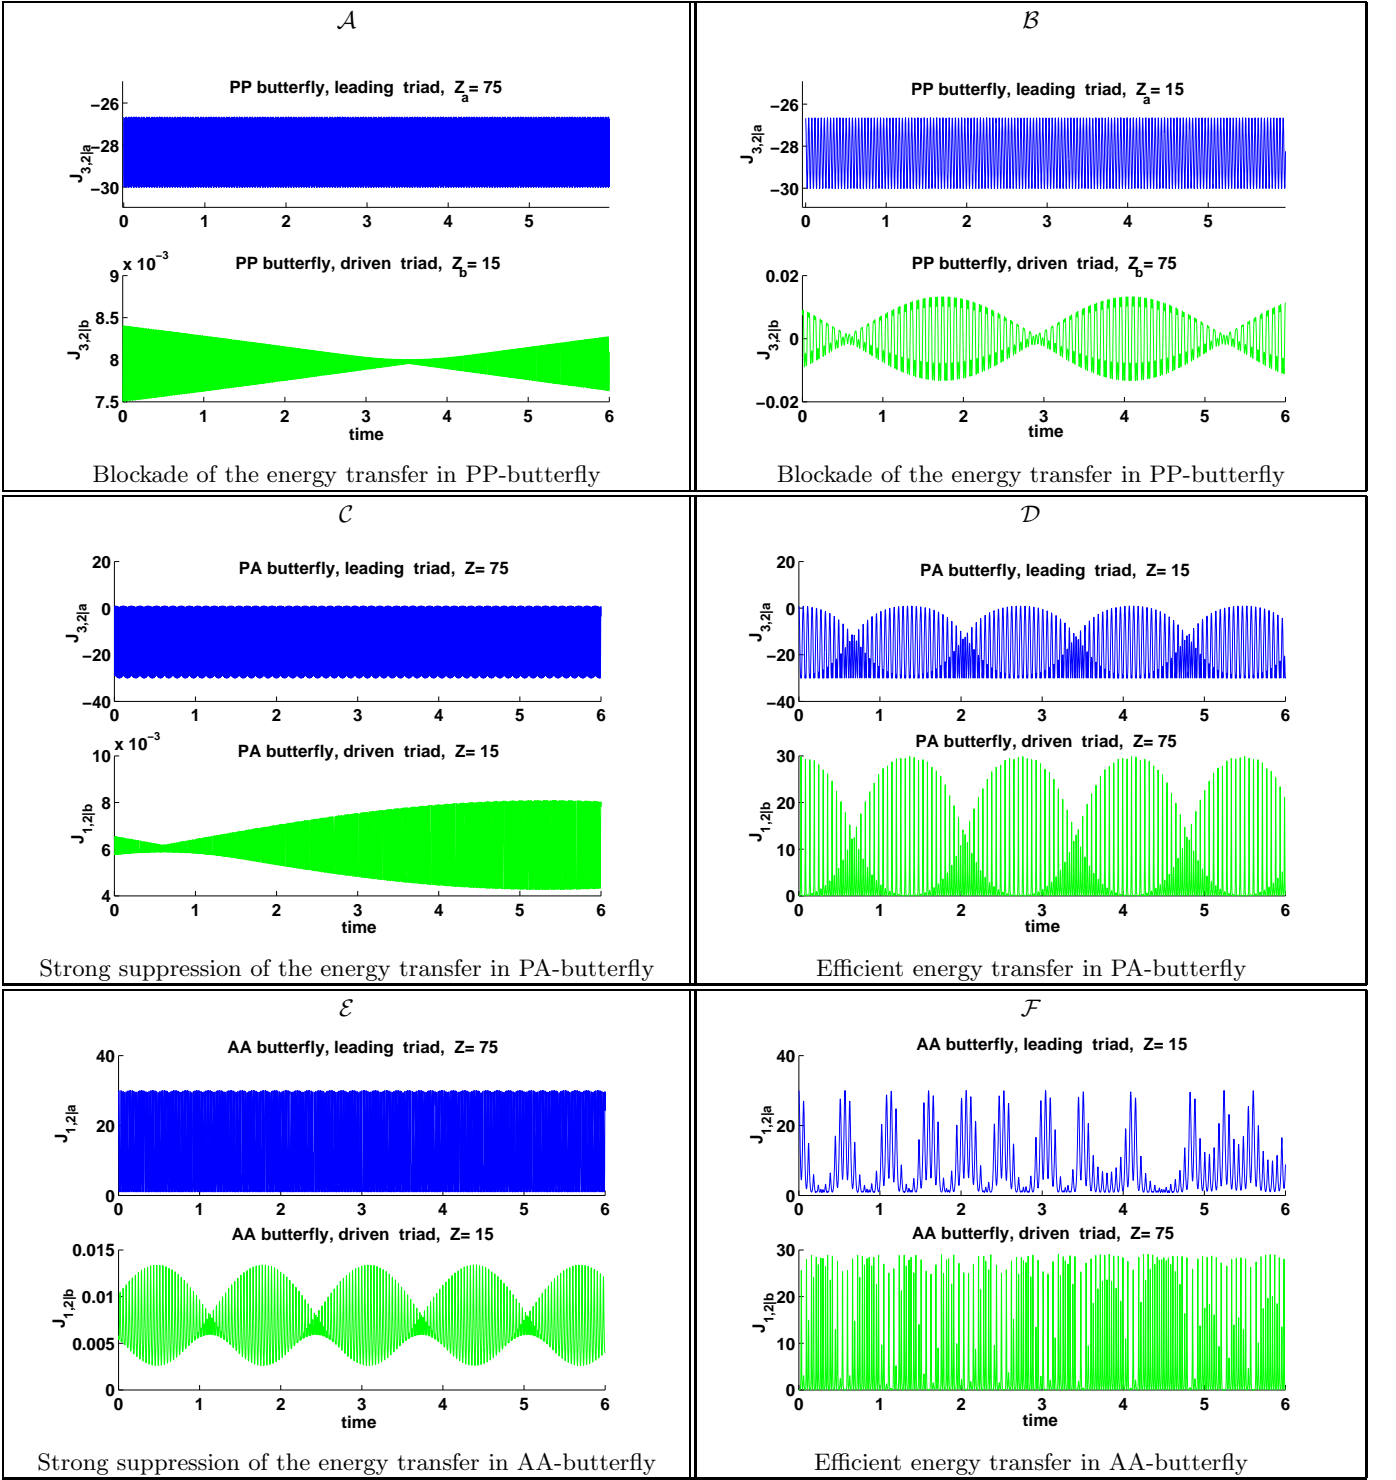 A
PP butterfly, leading triad, Z_a = 75
J_3,2|a
−26
−28
−30
0 1 2 3 4 5
x 10^−3
PP butterfly, driven triad, Z_b = 15
J_3,2|b
9
8.5
8
7.5
0 1 2 3 4 5 6
time
Blockade of the energy transfer in PP-butterfly
B
PP butterfly, leading triad, Z_a = 15
J_3,2|a
−26
−28
−30
0 1 2 3 4 5
PP butterfly, driven triad, Z_b = 75
J_3,2|b
0.02
0
−0.02
0 1 2 3 4 5 6
time
Blockade of the energy transfer in PP-butterfly
C
PA butterfly, leading triad, Z= 75
J_3,2|a
20
0
−20
−40
0 1 2 3 4 5 6
x 10^−3
PA butterfly, driven triad, Z= 15
J_1,2|b
10
8
6
4
0 1 2 3 4 5 6
time
Strong suppression of the energy transfer in PA-butterfly
D
PA butterfly, leading triad, Z= 15
J_3,2|a
20
0
−20
−40
0 1 2 3 4 5 6
PA butterfly, driven triad, Z= 75
J_1,2|b
30
20
10
0
0 1 2 3 4 5 6
time
Efficient energy transfer in PA-butterfly
E
AA butterfly, leading triad, Z= 75
J_1,2|a
40
20
0
0 1 2 3 4 5 6
AA butterfly, driven triad, Z= 15
J_1,2|b
0.015
0.01
0.005
0
0 1 2 3 4 5 6
time
Strong suppression of the energy transfer in AA-butterfly
F
AA butterfly, leading triad, Z= 15
J_1,2|a
40
20
0
0 1 2 3 4 5 6
AA butterfly, driven triad, Z= 75
J_1,2|b
30
20
10
0
0 1 2 3 4 5 6
time
Efficient energy transfer in AA-butterfly